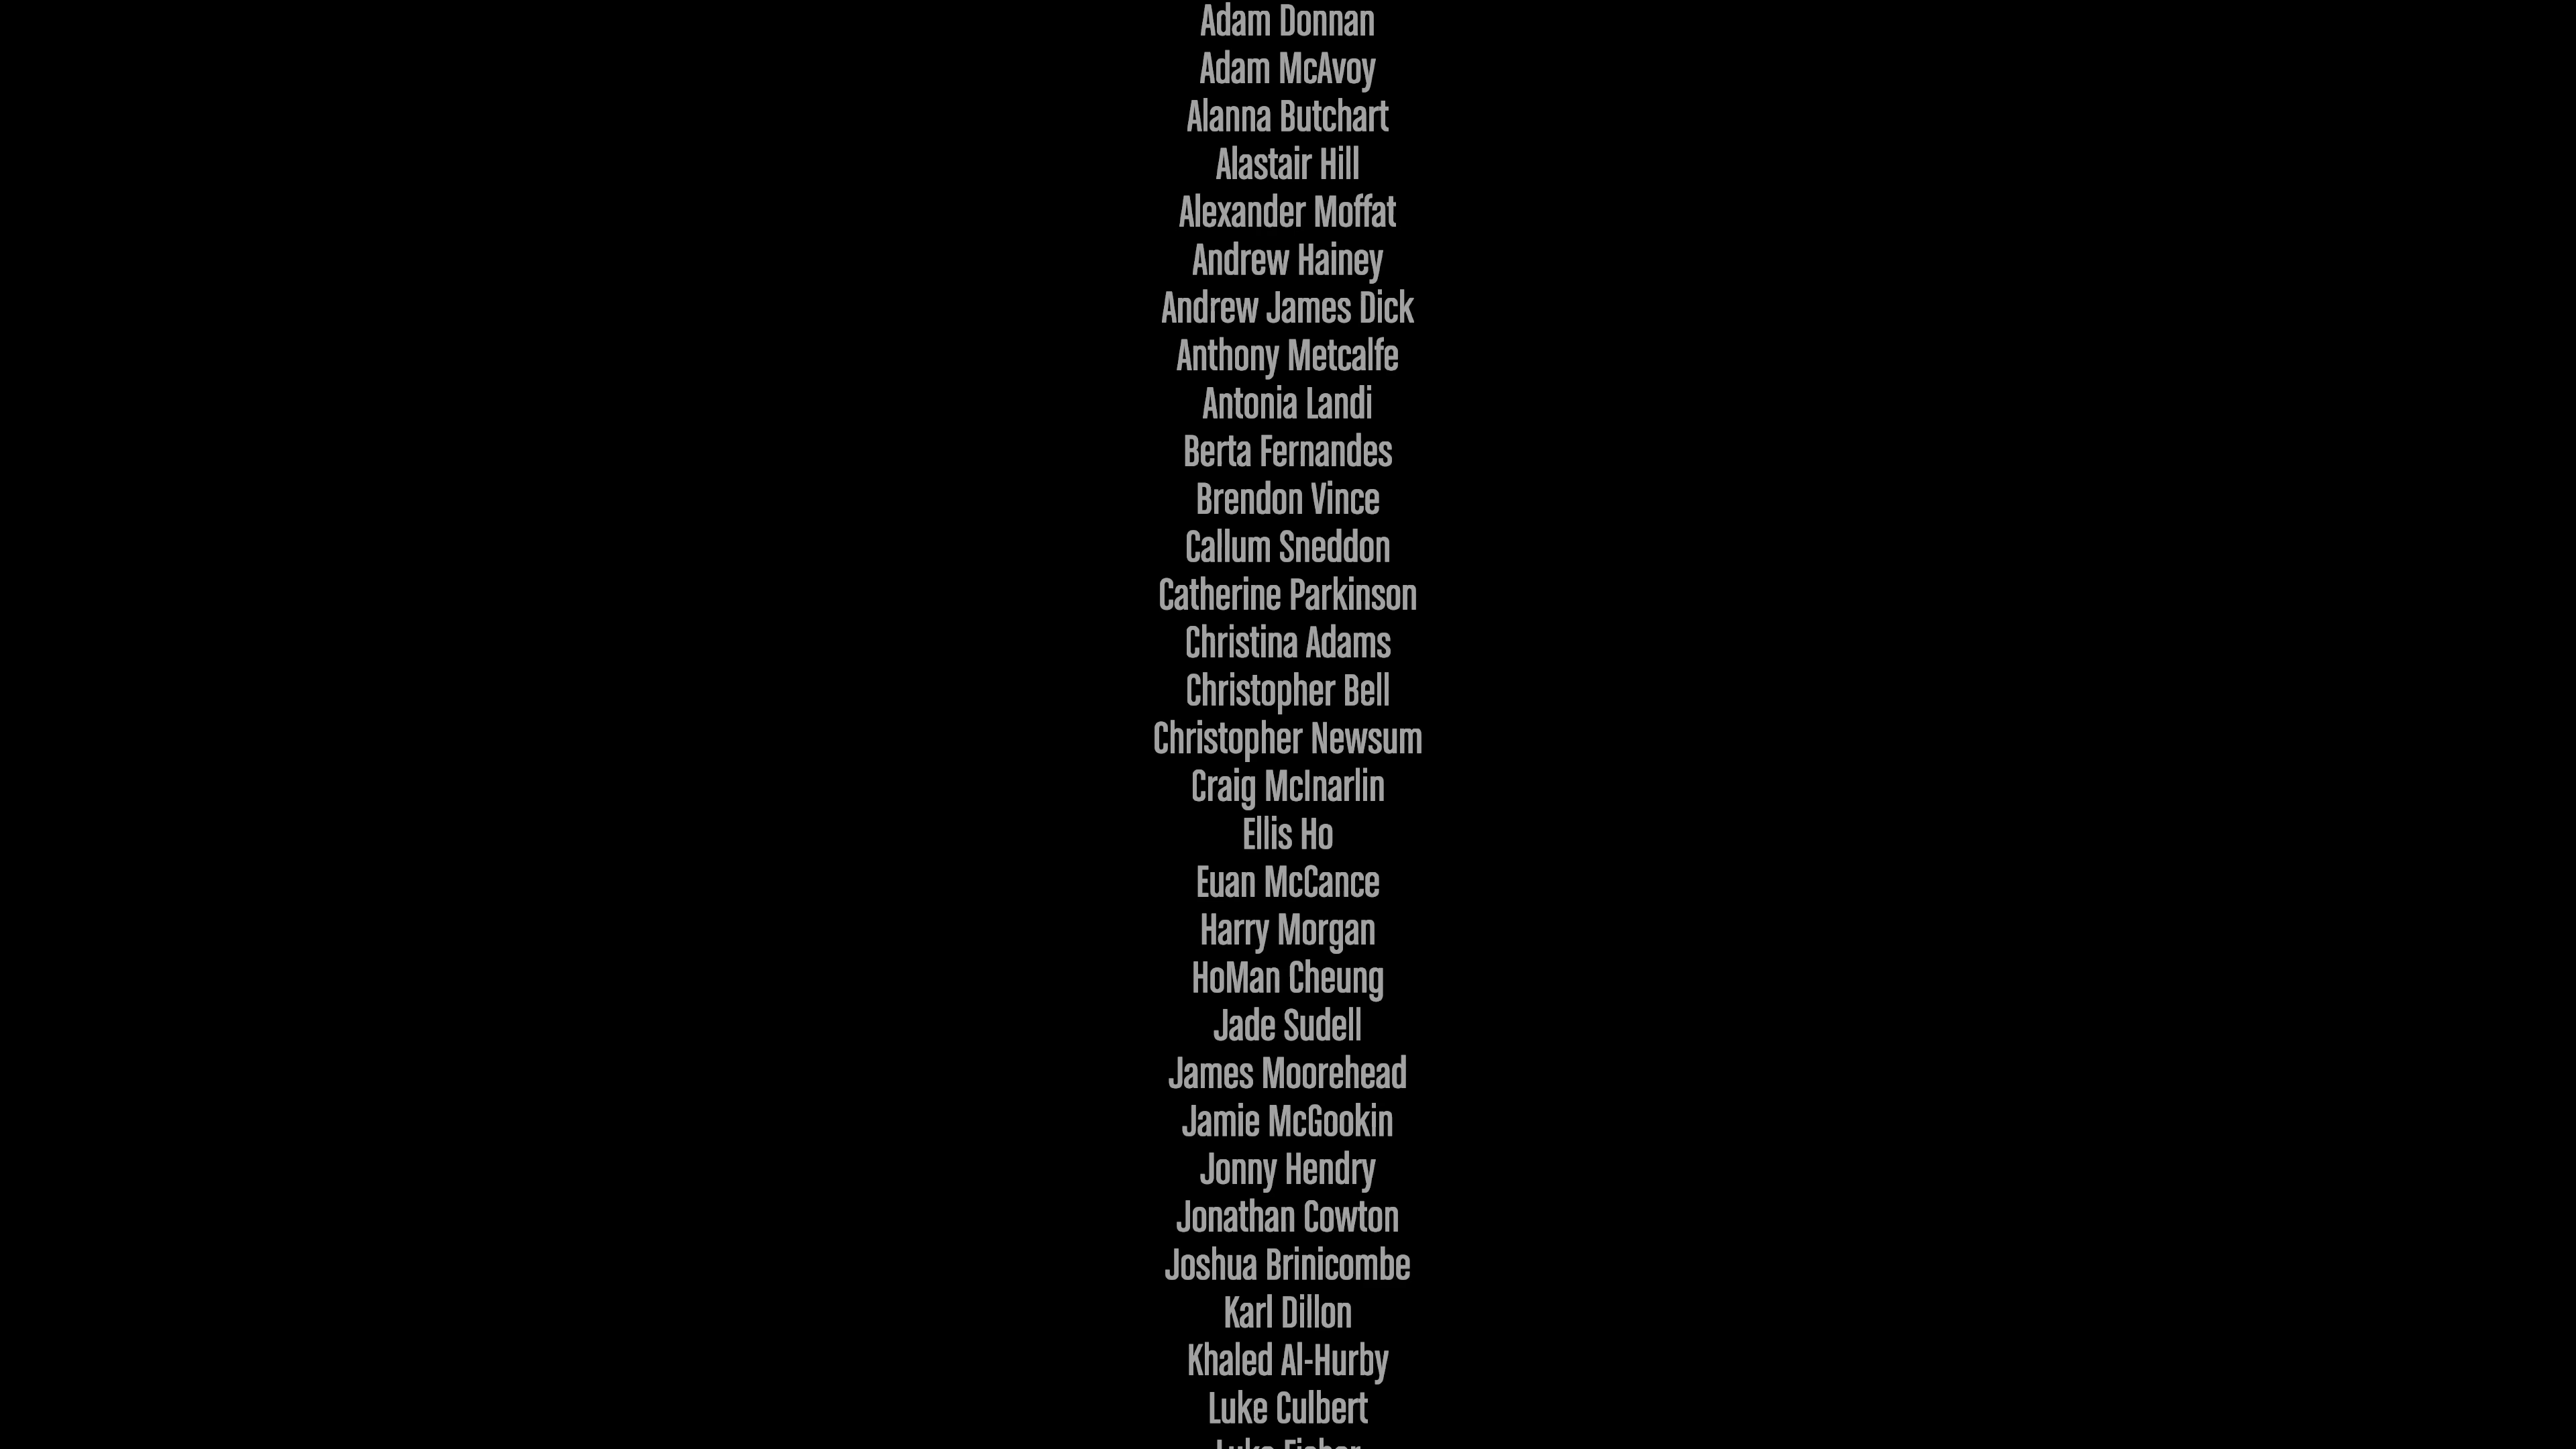 Adam Donnan
Adam McAvoy
Alanna Butchart
Alastair Hill
Alexander Moffat
Andrew Hainey
Andrew James Dick
Anthony Metcalfe
Antonia Landi
Berta Fernandes
Brendon Vince
Callum Sneddon
Catherine Parkinson
Christina Adams
Christopher Bell
Christopher Newsum
Craig McInarlin
Ellis Ho
Euan McCance
Harry Morgan
HoMan Cheung
Jade Sudell
James Moorehead
Jamie McGookin
Jonny Hendry
Jonathan Cowton
Joshua Brinicombe
Karl Dillon
Khaled Al-Hurby
Luke Culbert